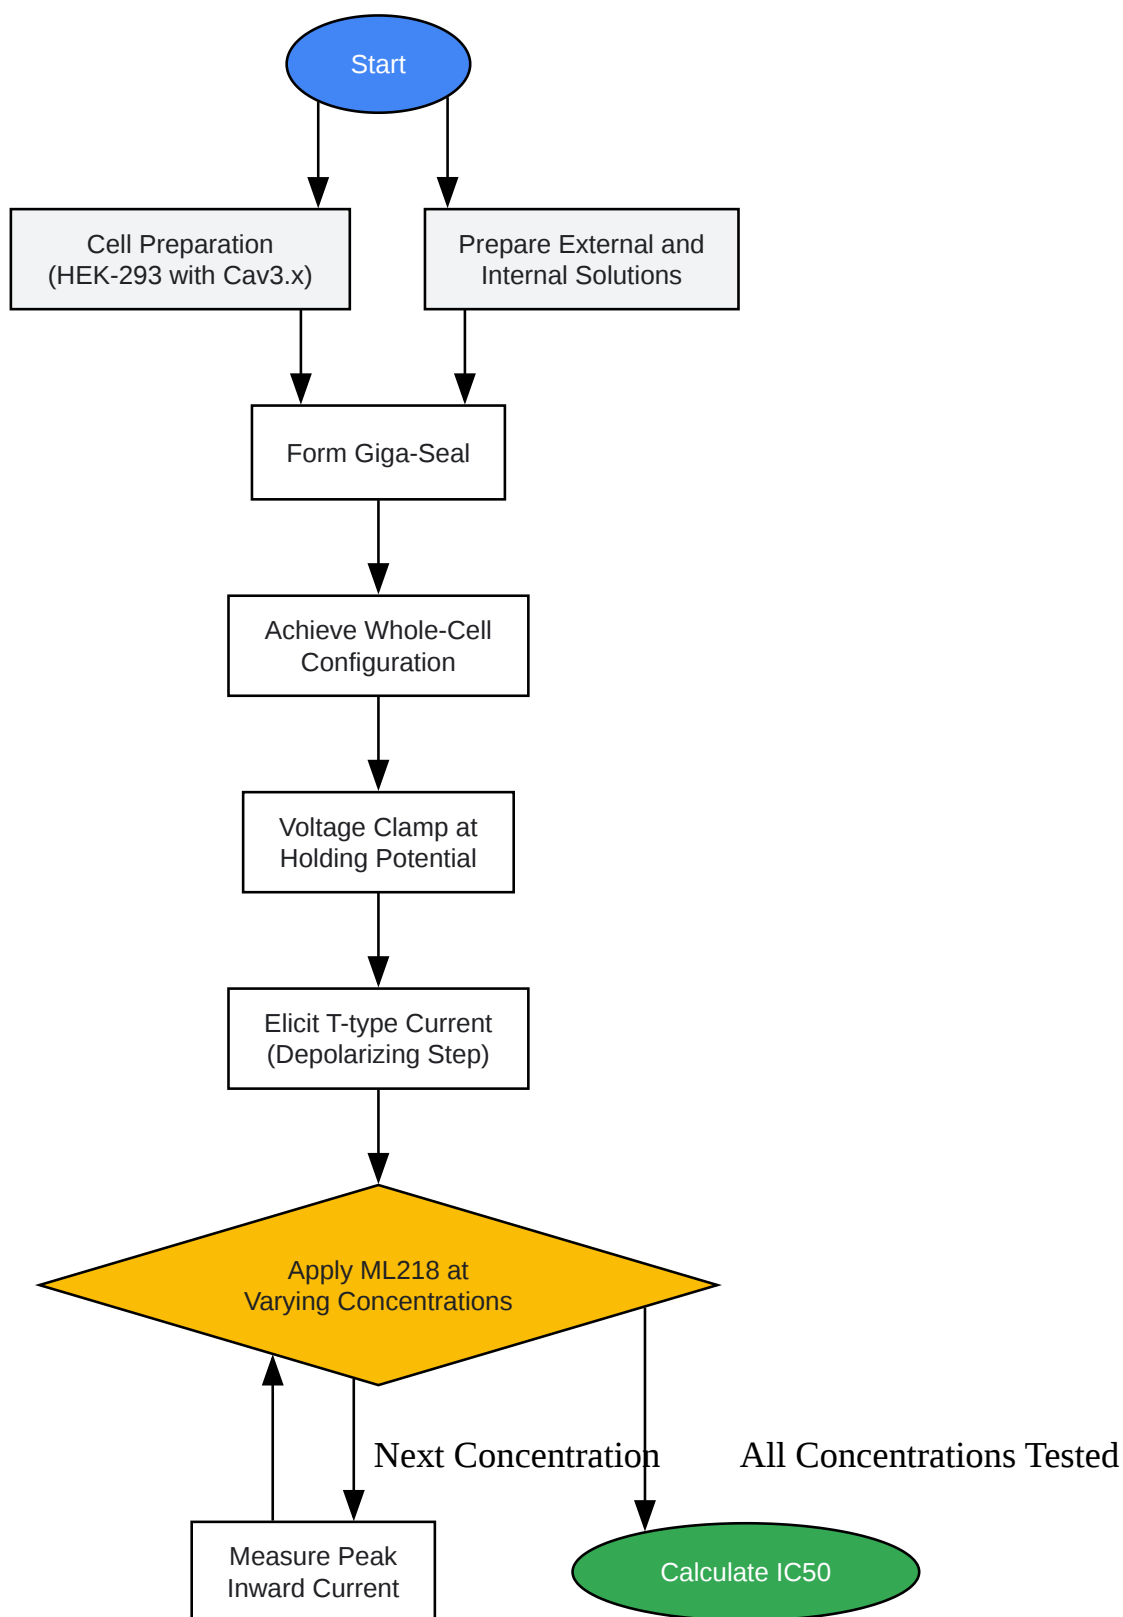 Start
Cell Preparation
(HEK-293 with Cav3.x)
Prepare External and
Internal Solutions
Form Giga-Seal
Achieve Whole-Cell
Configuration
Voltage Clamp at
Holding Potential
Elicit T-type Current
(Depolarizing Step)
Apply ML218 at
Varying Concentrations
Next Concentration
All Concentrations Tested
Measure Peak
Inward Current
Calculate IC50